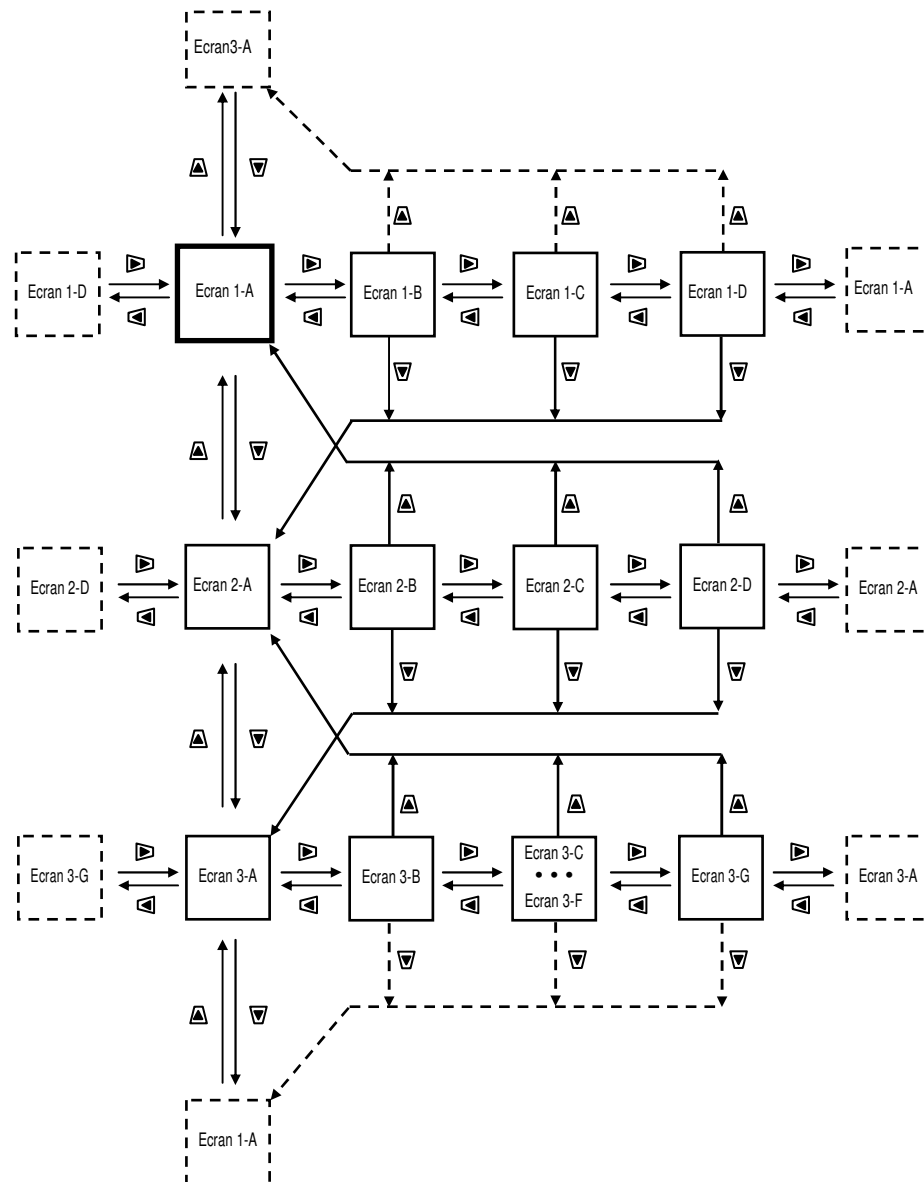 Ecran3-A
Ecran 1-D
Ecran 1-A
Ecran 1-B
Ecran 1-C
Ecran 1-D
Ecran 1-A
Ecran 2-D
Ecran 2-A
Ecran 2-B
Ecran 2-C
Ecran 2-D
Ecran 2-A
Ecran 3-G
Ecran 3-A
Ecran 3-B
Ecran 3-C
• • •
Ecran 3-F
Ecran 3-G
Ecran 3-A
Ecran 1-A